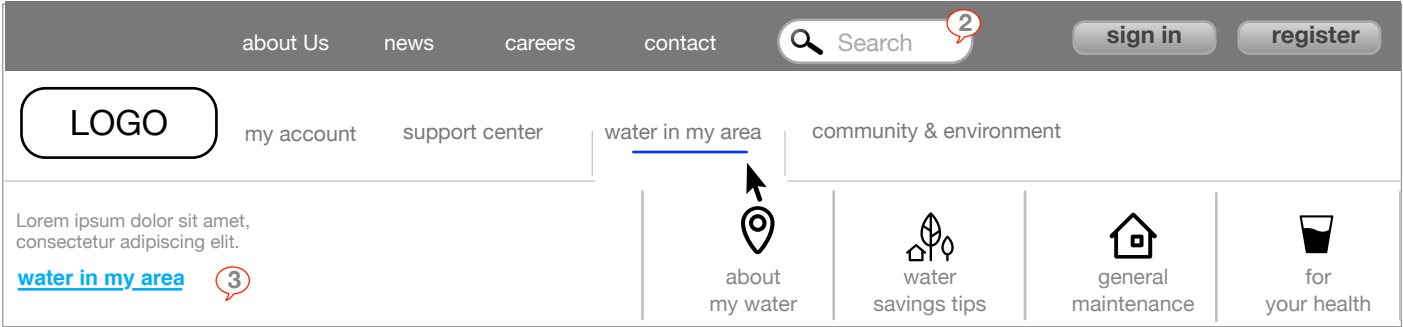 about Us news careers contact Search 2 sign in register
LOGO my account support center water in my area community & environment
Lorem ipsum dolor sit amet,
consectetur adipiscing elit.
water in my area 3
about
my water
water
savings tips
general
maintenance
for
your health